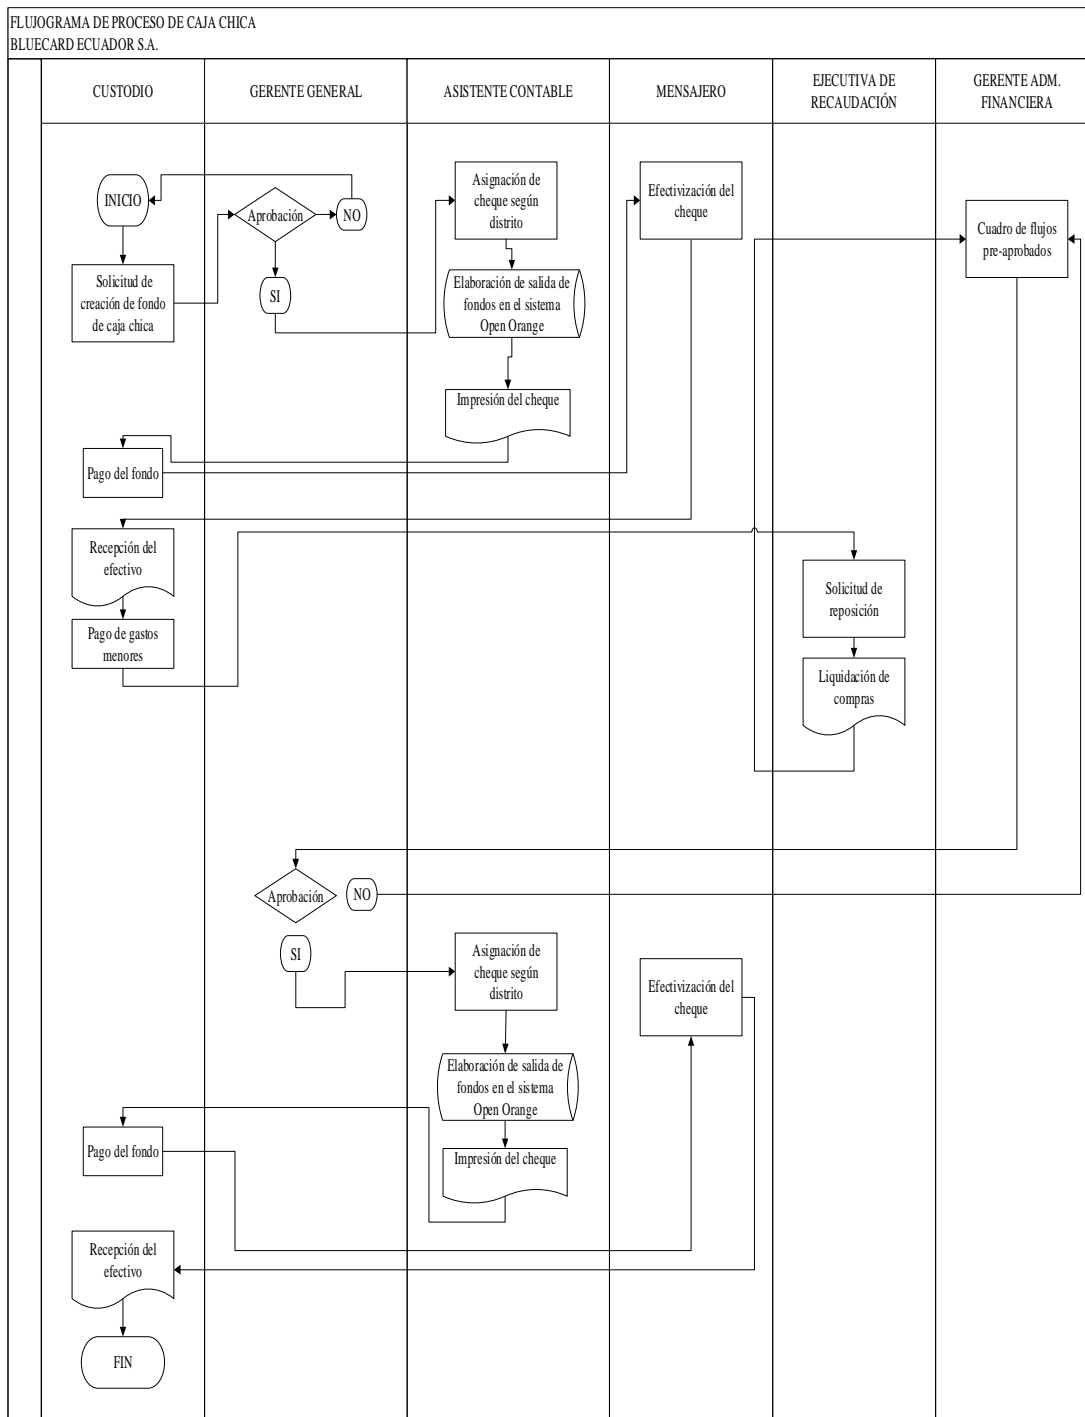 FLUJOGRAMA DE PROCESO DE CAJA CHICA
BLUECARD ECUADOR S.A.
CUSTODIO
GERENTE GENERAL
ASISTENTE CONTABLE
MENSAJERO
EJECUTIVA DE
RECAUDACIÓN
GERENTE ADM.
FINANCIERA
INICIO
Aprobación
NO
SI
Solicitud de
creación de fondo
de caja chica
Asignación de
cheque según
distrito
Efectivización del
cheque
Cuadro de flujos
pre-aprobados
Elaboración de salida de
fondos en el sistema
Open Orange
Impresión del cheque
Pago del fondo
Recepción del
efectivo
Pago de gastos
menores
Solicitud de
reposición
Liquidación de
compras
Aprobación
NO
SI
Asignación de
cheque según
distrito
Efectivización del
cheque
Elaboración de salida de
fondos en el sistema
Open Orange
Impresión del cheque
Pago del fondo
Recepción del
efectivo
FIN